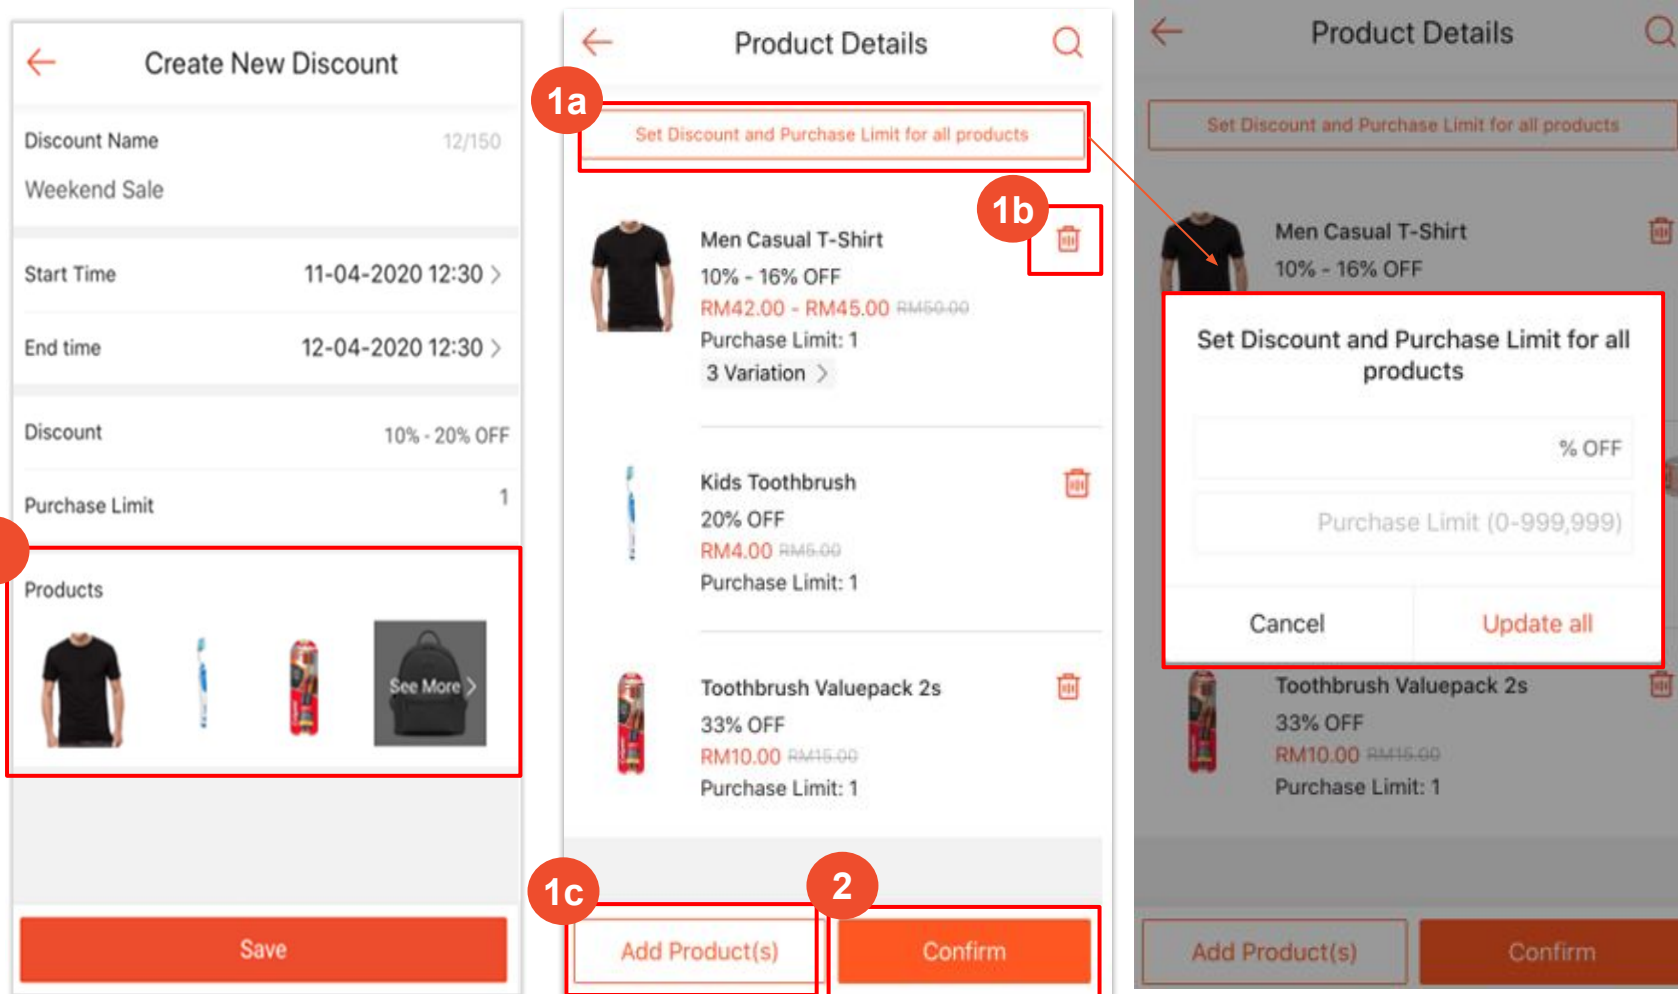 Create New Discount
Discount Name
12/150
Weekend Sale
Start Time
11-04-2020 12:30 >
End time
12-04-2020 12:30 >
Discount
10% - 20% OFF
Purchase Limit
1
Products
See More >
Save
Product Details
1a
Set Discount and Purchase Limit for all products
1b
Men Casual T-Shirt
10% - 16% OFF
RM42.00 - RM45.00 RM50.00
Purchase Limit: 1
3 Variation >
Kids Toothbrush
20% OFF
RM4.00 RM5.00
Purchase Limit: 1
Toothbrush Valuepack 2s
33% OFF
RM10.00 RM15.00
Purchase Limit: 1
1c
2
Add Product(s)
Confirm
Product Details
Set Discount and Purchase Limit for all products
Men Casual T-Shirt
10% - 16% OFF
Set Discount and Purchase Limit for all
products
% OFF
Purchase Limit (0-999,999)
Cancel
Update all
Toothbrush Valuepack 2s
33% OFF
RM10.00 RM15.00
Purchase Limit: 1
Add Product(s)
Confirm